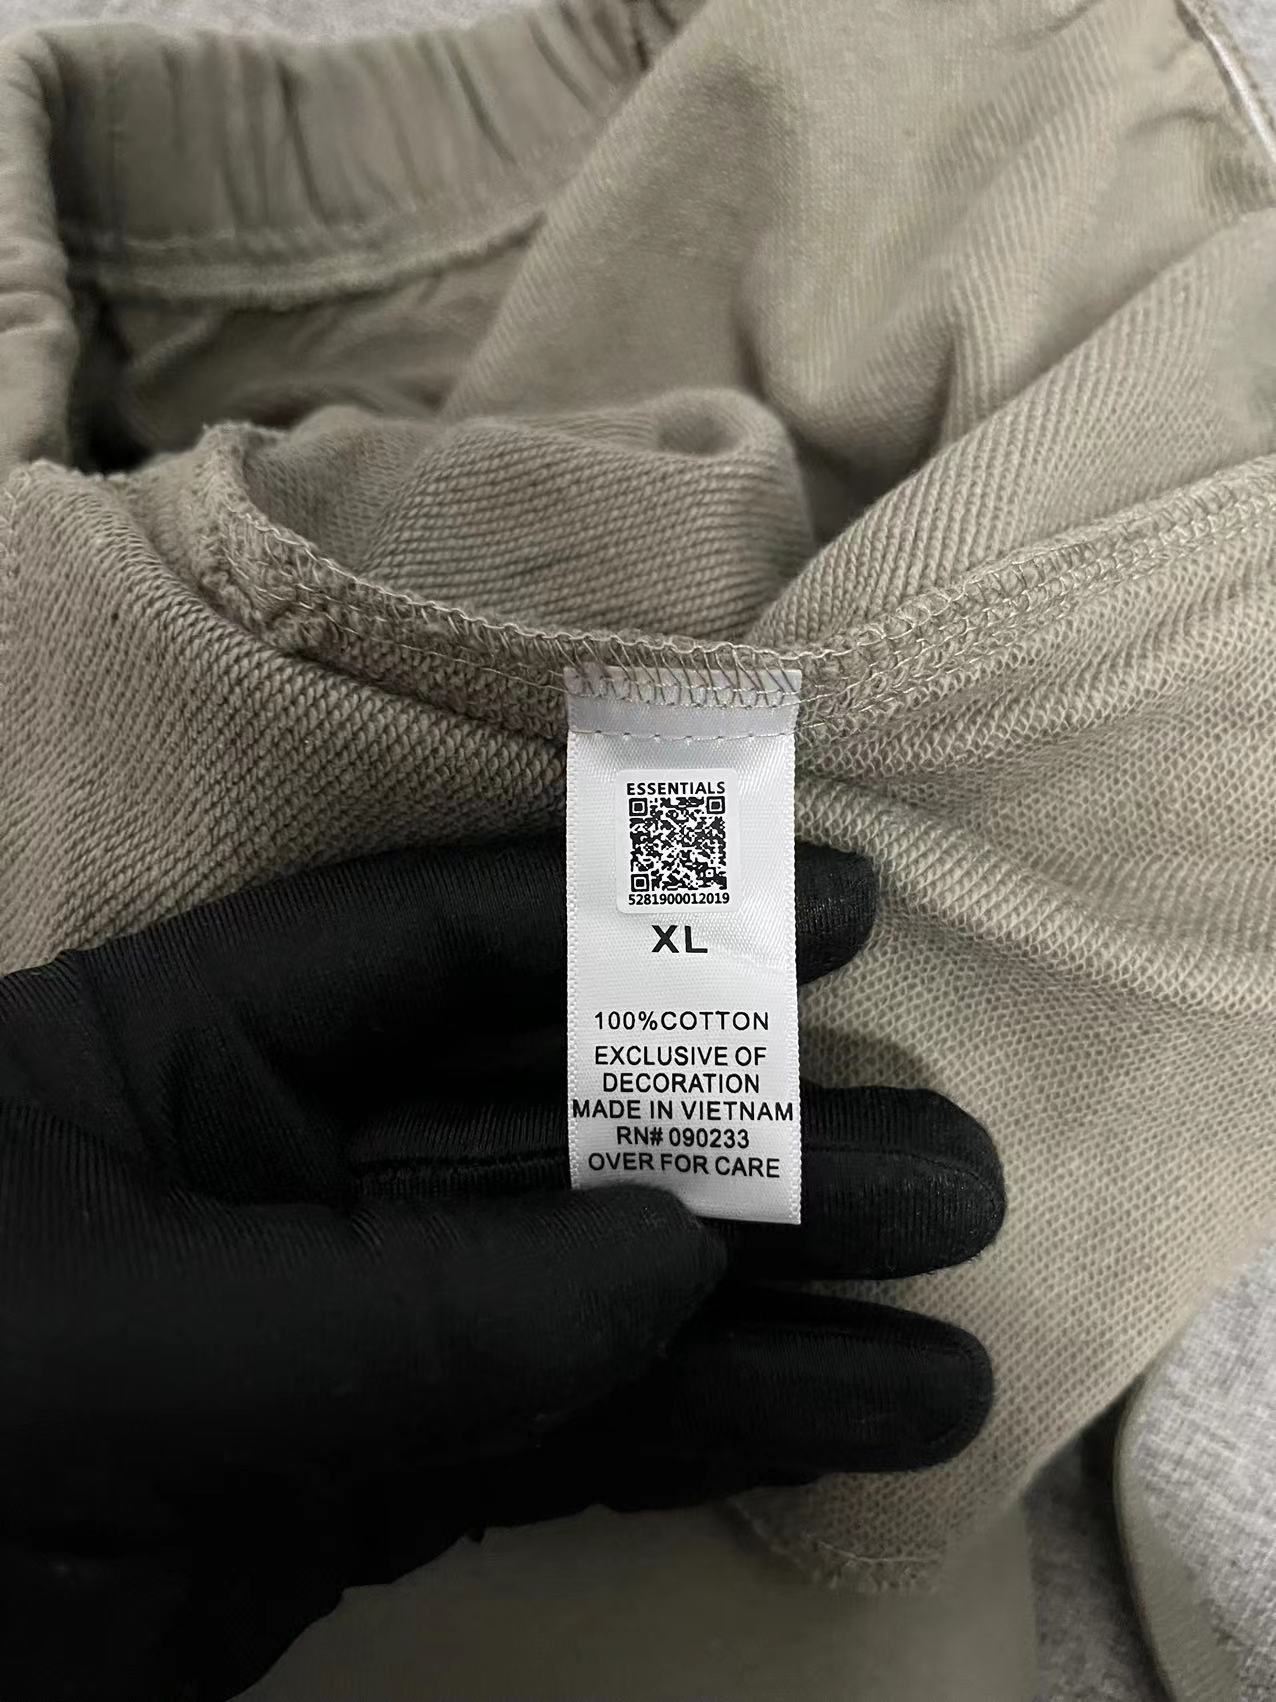 ESSENTIALS
5281900012019
XL
100%COTTON
EXCLUSIVE OF
DECORATION
MADE IN VIETNAM
RN# 090233
OVER FOR CARE